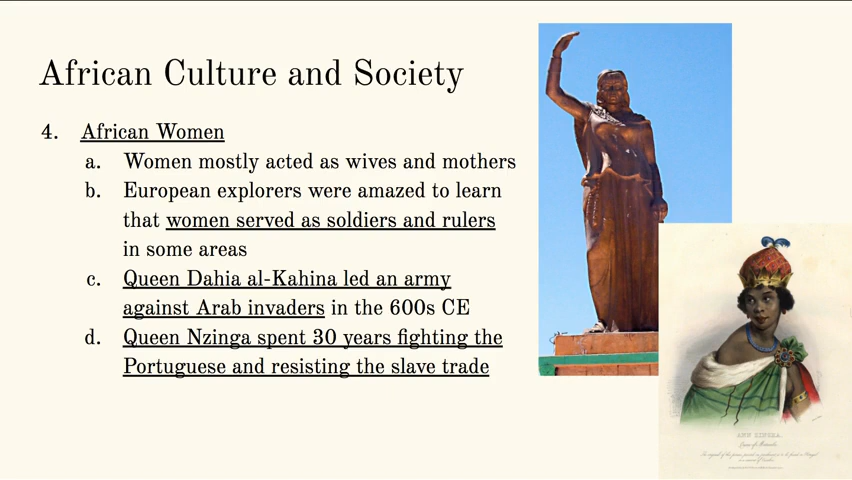 African Culture and Society
4. African Women
a. Women mostly acted as wives and mothers
b. European explorers were amazed to learn
that women served as soldiers and rulers
in some areas
c. Queen Dahia al-Kahina led an army
against Arab invaders in the 600s CE
d. Queen Nzinga spent 30 years fighting the
Portuguese and resisting the slave trade
ANN ZINGHA.